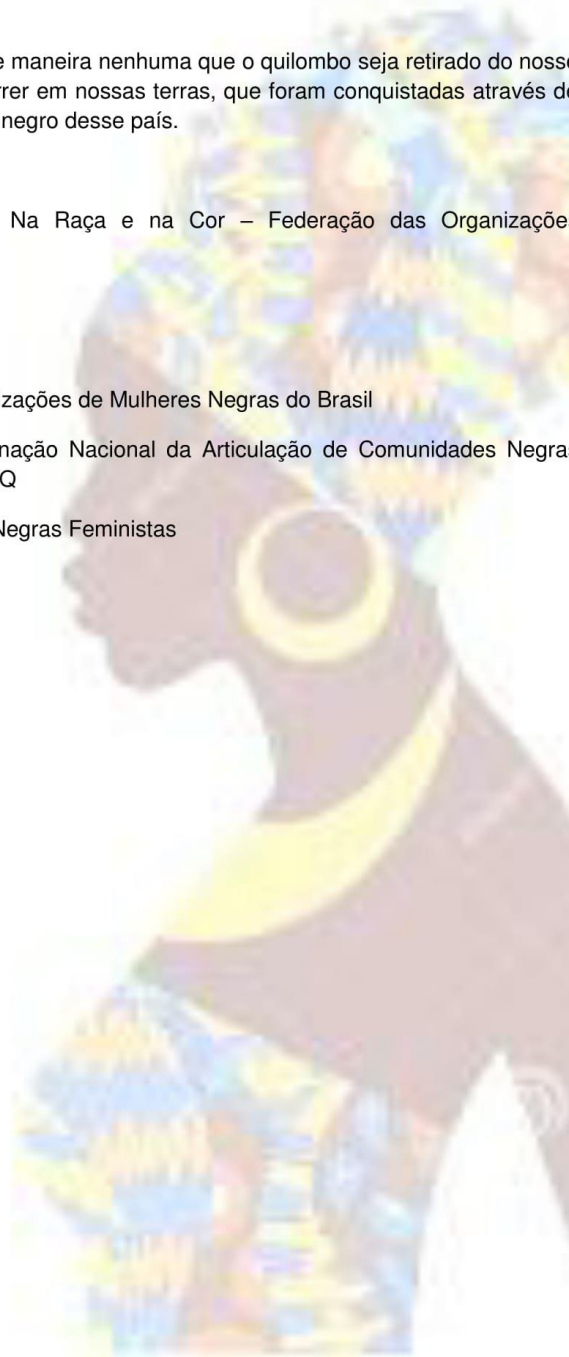 e maneira nenhuma que o quilombo seja retirado do nosso
rrer em nossas terras, que foram conquistadas através de
negro desse país.
Na Raça e na Cor – Federação das Organizações
zações de Mulheres Negras do Brasil
nação Nacional da Articulação de Comunidades Negras
Q
Negras Feministas